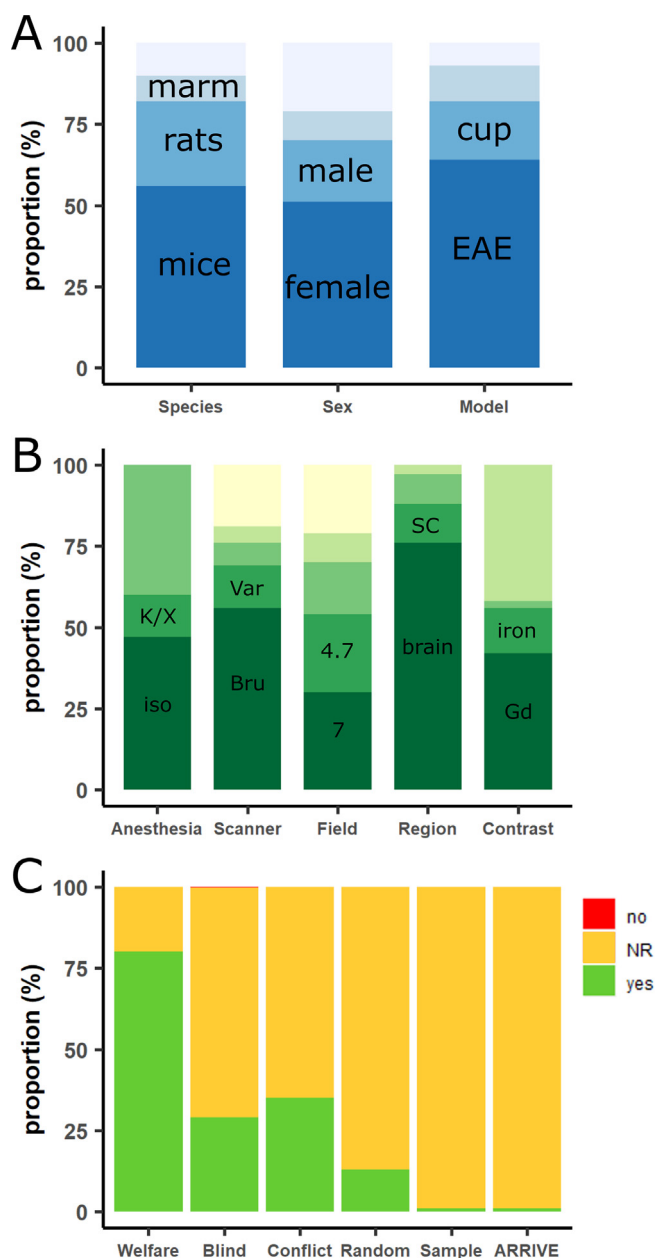 A
proportion (%)
100
75
50
25
0
marm
rats
mice
male
female
cup
EAE
Species Sex Model
B
proportion (%)
100
75
50
25
0
K/X
iso
Var
Bru
4.7
7
SC
brain
iron
Gd
Anesthesia Scanner Field Region Contrast
C
proportion (%)
100
75
50
25
0
no
NR
yes
Welfare Blind Conflict Random Sample ARRIVE